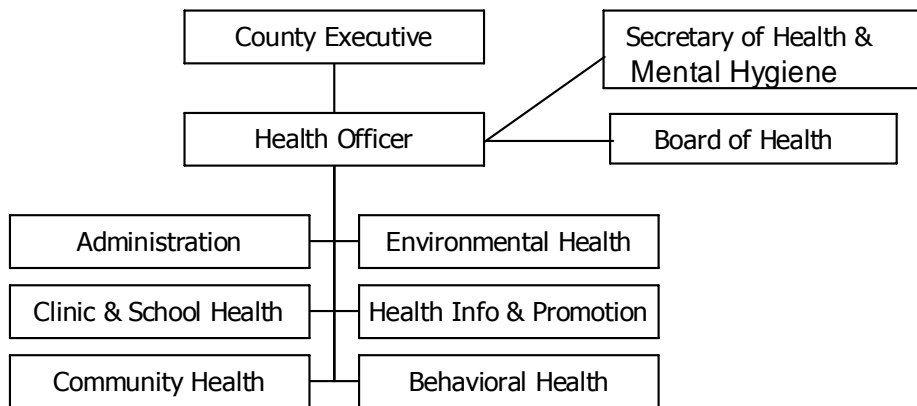 County Executive
Secretary of Health &
Mental Hygiene
Health Officer
Board of Health
Administration
Environmental Health
Clinic & School Health
Health Info & Promotion
Community Health
Behavioral Health